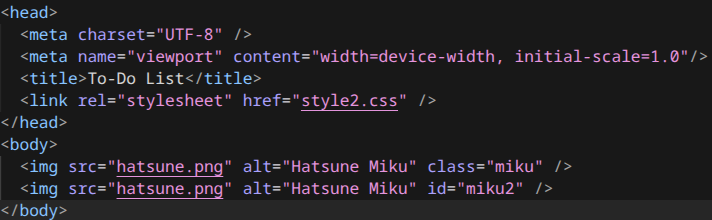 <head>
<meta charset="UTF-8" />
<meta name="viewport" content="width=device-width, initial-scale=1.0"/>
<title>To-Do List</title>
<link rel="stylesheet" href="style2.css" />
</head>
<body>
<img src="hatsune.png" alt="Hatsune Miku" class="miku" />
<img src="hatsune.png" alt="Hatsune Miku" id="miku2" />
</body>